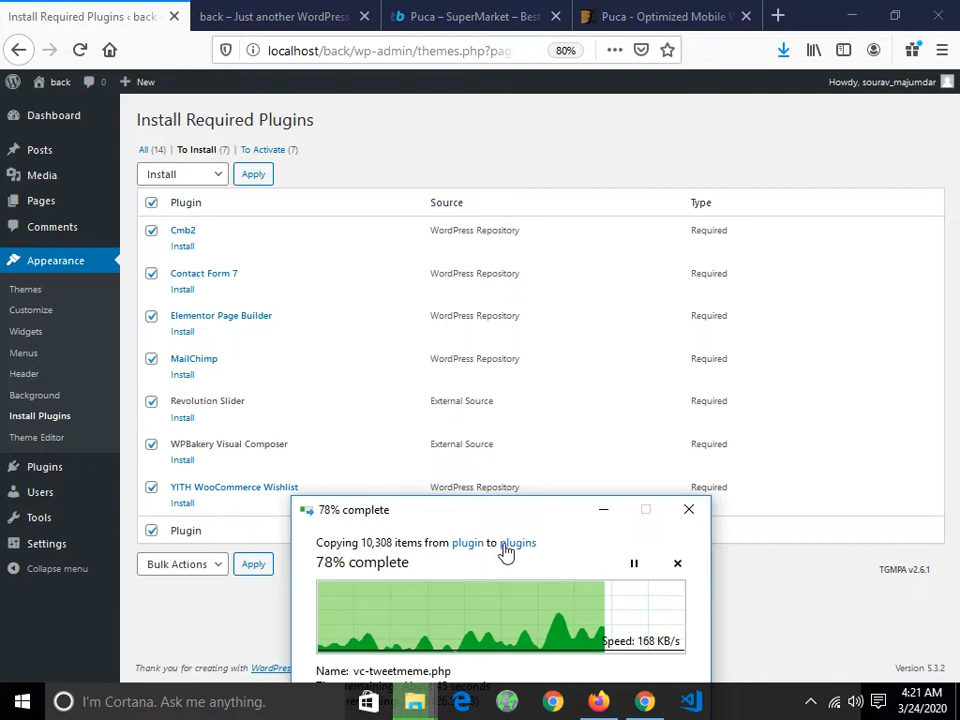 Install Required Plugins ‹ back –
back – Just another WordPress
Puca – SuperMarket – Best
Puca - Optimized Mobile W
localhost/back/wp-admin/themes.php?pag
80%
back
0
New
Howdy, sourav_majumdar
Dashboard
Posts
Media
Pages
Comments
Appearance
Themes
Customize
Widgets
Menus
Header
Background
Install Plugins
Theme Editor
Plugins
Users
Tools
Settings
Collapse menu
Install Required Plugins
All (14) | To Install (7) | To Activate (7)
Install
Apply
Plugin Source Type
Cmb2 WordPress Repository Required
Install
Contact Form 7 WordPress Repository Required
Install
Elementor Page Builder WordPress Repository Required
Install
MailChimp WordPress Repository Required
Install
Revolution Slider External Source Required
Install
WPBakery Visual Composer External Source Required
Install
YITH WooCommerce Wishlist WordPress Repository Required
Install
Plugin
Bulk Actions
Apply
TGMPA v2.6.1
Thank you for creating with WordPres
Version 5.3.2
78% complete
Copying 10,308 items from plugin to plugins
78% complete
Speed: 168 KB/s
Name: vc-tweetmeme.php
I'm Cortana. Ask me anything.
4:21 AM
3/24/2020